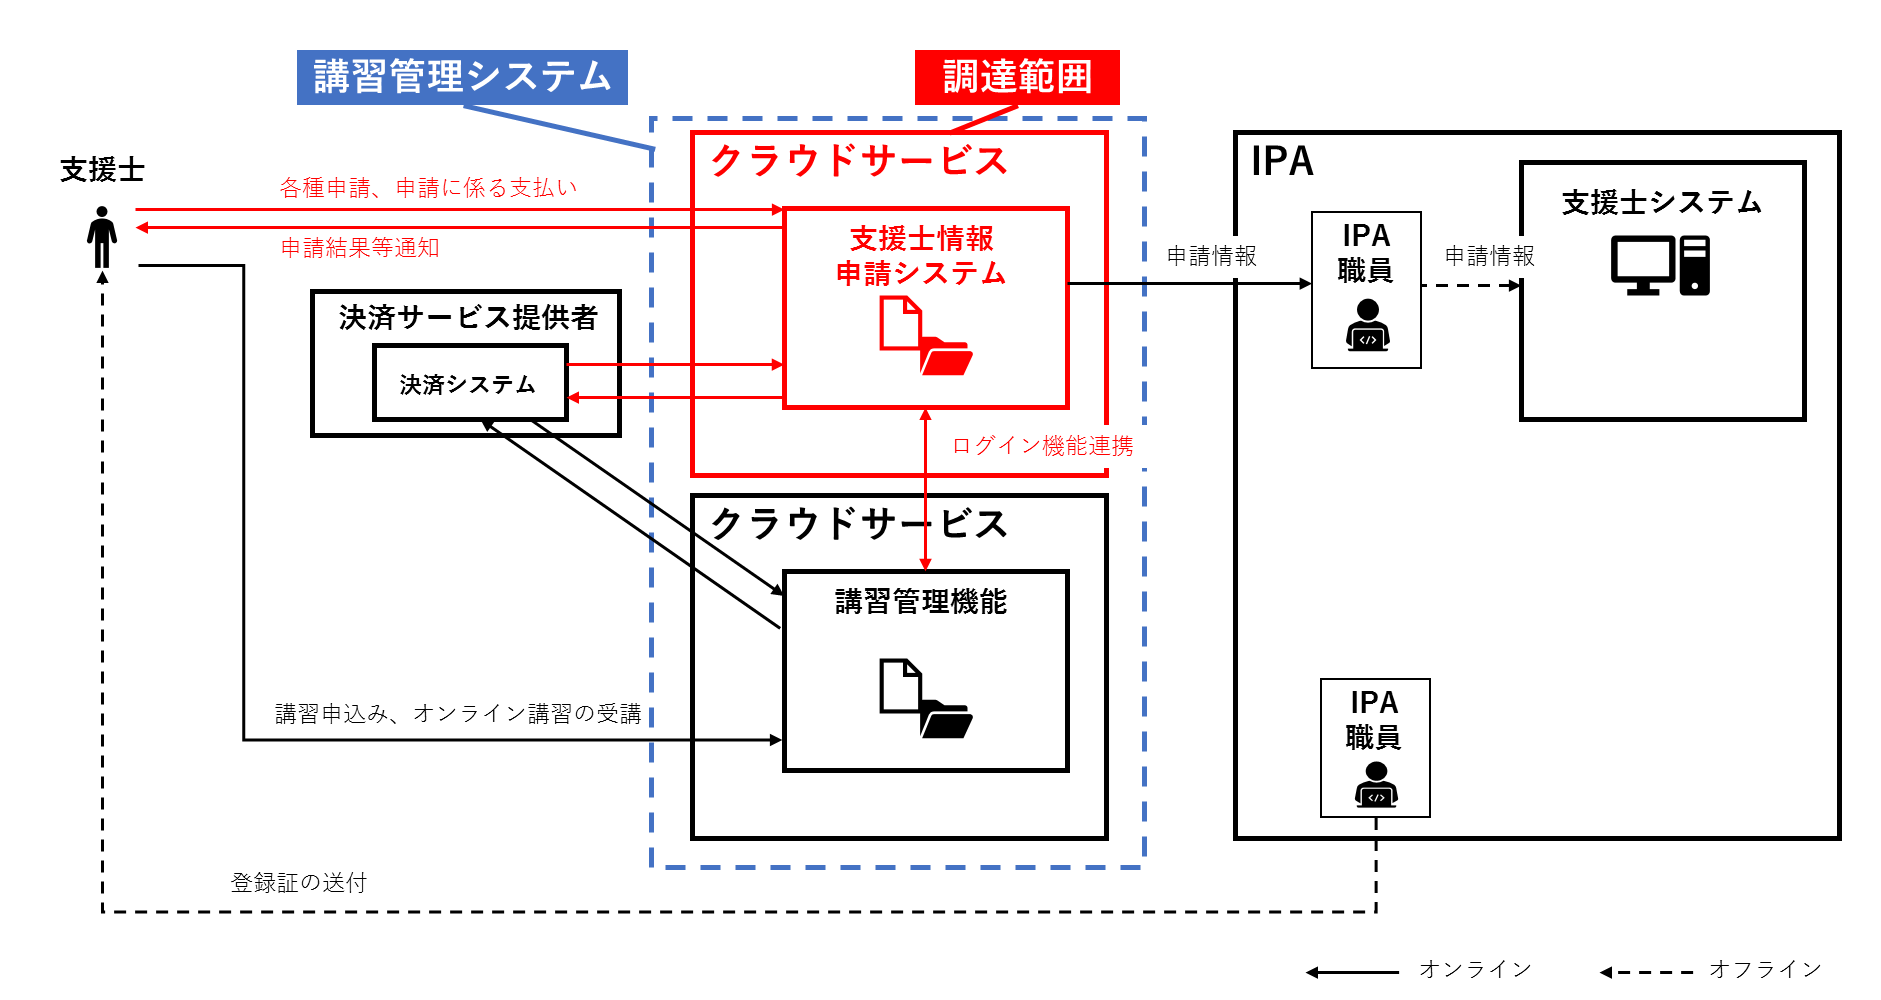 講習管理システム
調達範囲
支援士
各種申請、申請に係る支払い
申請結果等通知
クラウドサービス
支援士情報
申請システム
決済サービス提供者
決済システム
ログイン機能連携
クラウドサービス
講習管理機能
講習申込み、オンライン講習の受講
申請情報
IPA
IPA
職員
申請情報
支援士システム
IPA
職員
登録証の送付
オンライン
オフライン